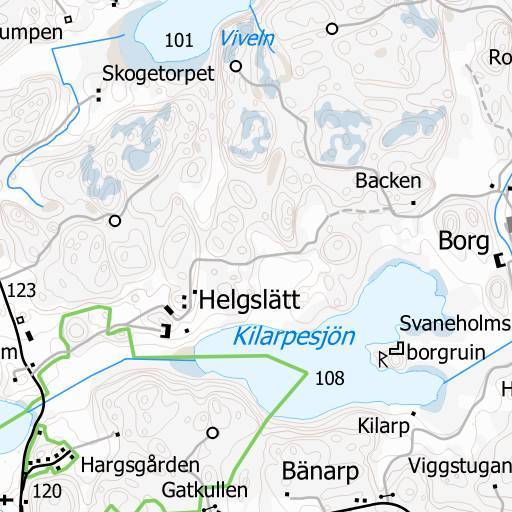 101
Viveln
umpen
Skogetorpet
Ro
Backen
Borg
123
Helgslätt
Kilarpesjön
Svaneholms
borgruin
m
108
H
Kilarp
Hargsgården
Bänarp
Viggstugan
120
Gatkullen